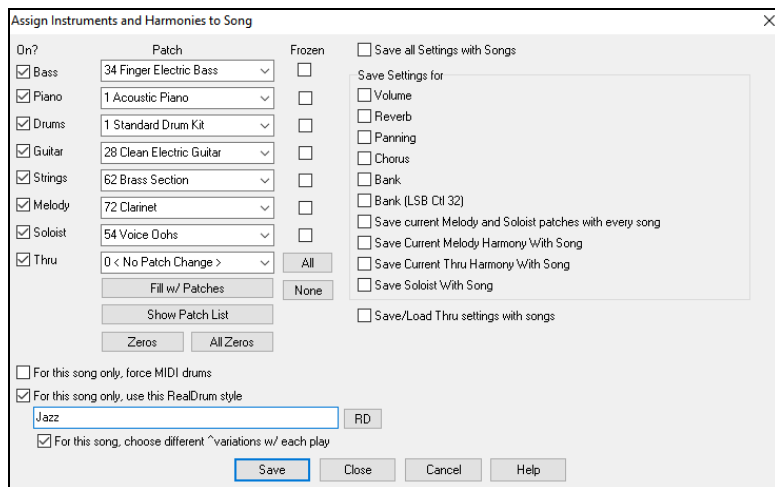 Assign Instruments and Harmonies to Song
On? Patch Frozen
Bass 34 Finger Electric Bass
Piano 1 Acoustic Piano
Drums 1 Standard Drum Kit
Guitar 28 Clean Electric Guitar
Strings 62 Brass Section
Melody 72 Clarinet
Soloist 54 Voice Oohs
Thru 0 < No Patch Change > All
Fill w/ Patches None
Show Patch List
Zeros All Zeros
Save all Settings with Songs
Save Settings for
Volume
Reverb
Panning
Chorus
Bank
Bank (LSB Ctl 32)
Save current Melody and Soloist patches with every song
Save Current Melody Harmony With Song
Save Current Thru Harmony With Song
Save Soloist With Song
Save/Load Thru settings with songs
For this song only, force MIDI drums
For this song only, use this RealDrum style
Jazz RD
For this song, choose different ^variations w/ each play
Save Close Cancel Help